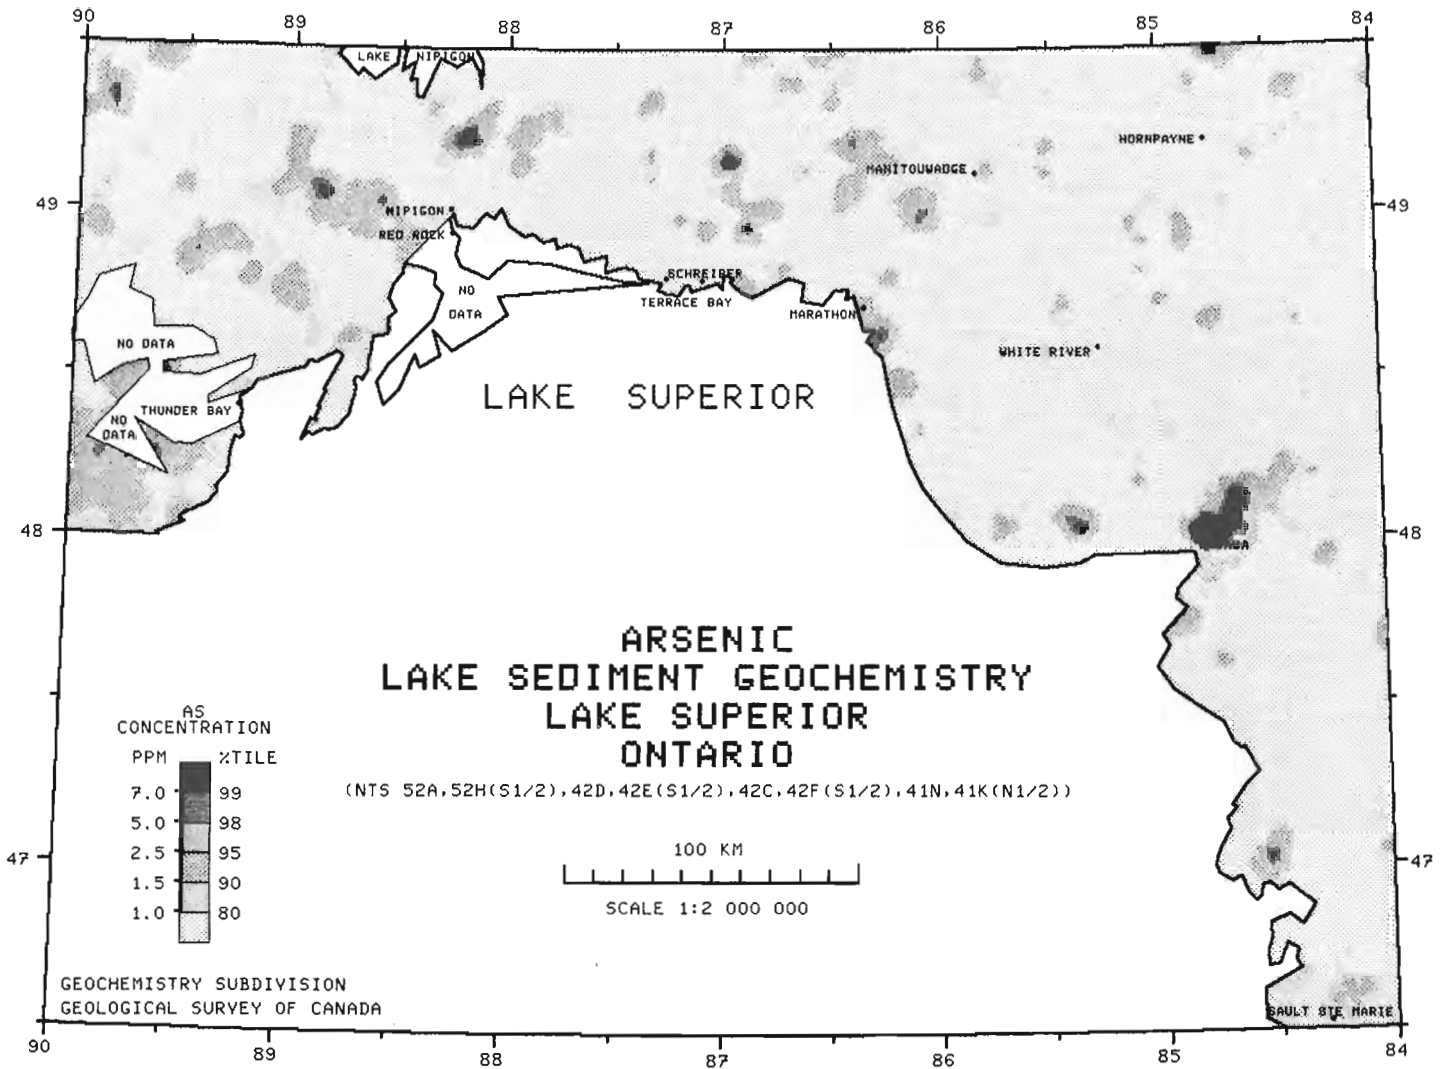 90
89
88
87
86
85
84
LAKE NIPIGON
HORNPAYNE
MANITOUWADGE
49
49
NIPIGON
RED ROCK
SCHREIBER
NO
DATA
TERRACE BAY
MARATHON
NO DATA
WHITE RIVER
LAKE SUPERIOR
THUNDER BAY
NO
DATA
48
48
ARSENIC
LAKE SEDIMENT GEOCHEMISTRY
LAKE SUPERIOR
ONTARIO
(NTS 52A,52H(S1/2),42D,42E(S1/2),42C,42F(S1/2),41N,41K(N1/2))
AS
CONCENTRATION
PPM %TILE
7.0 99
5.0 98
2.5 95
1.5 90
1.0 80
100 KM
SCALE 1:2 000 000
47
47
GEOCHEMISTRY SUBDIVISION
GEOLOGICAL SURVEY OF CANADA
SAULT STE MARIE
90
89
88
87
86
85
84